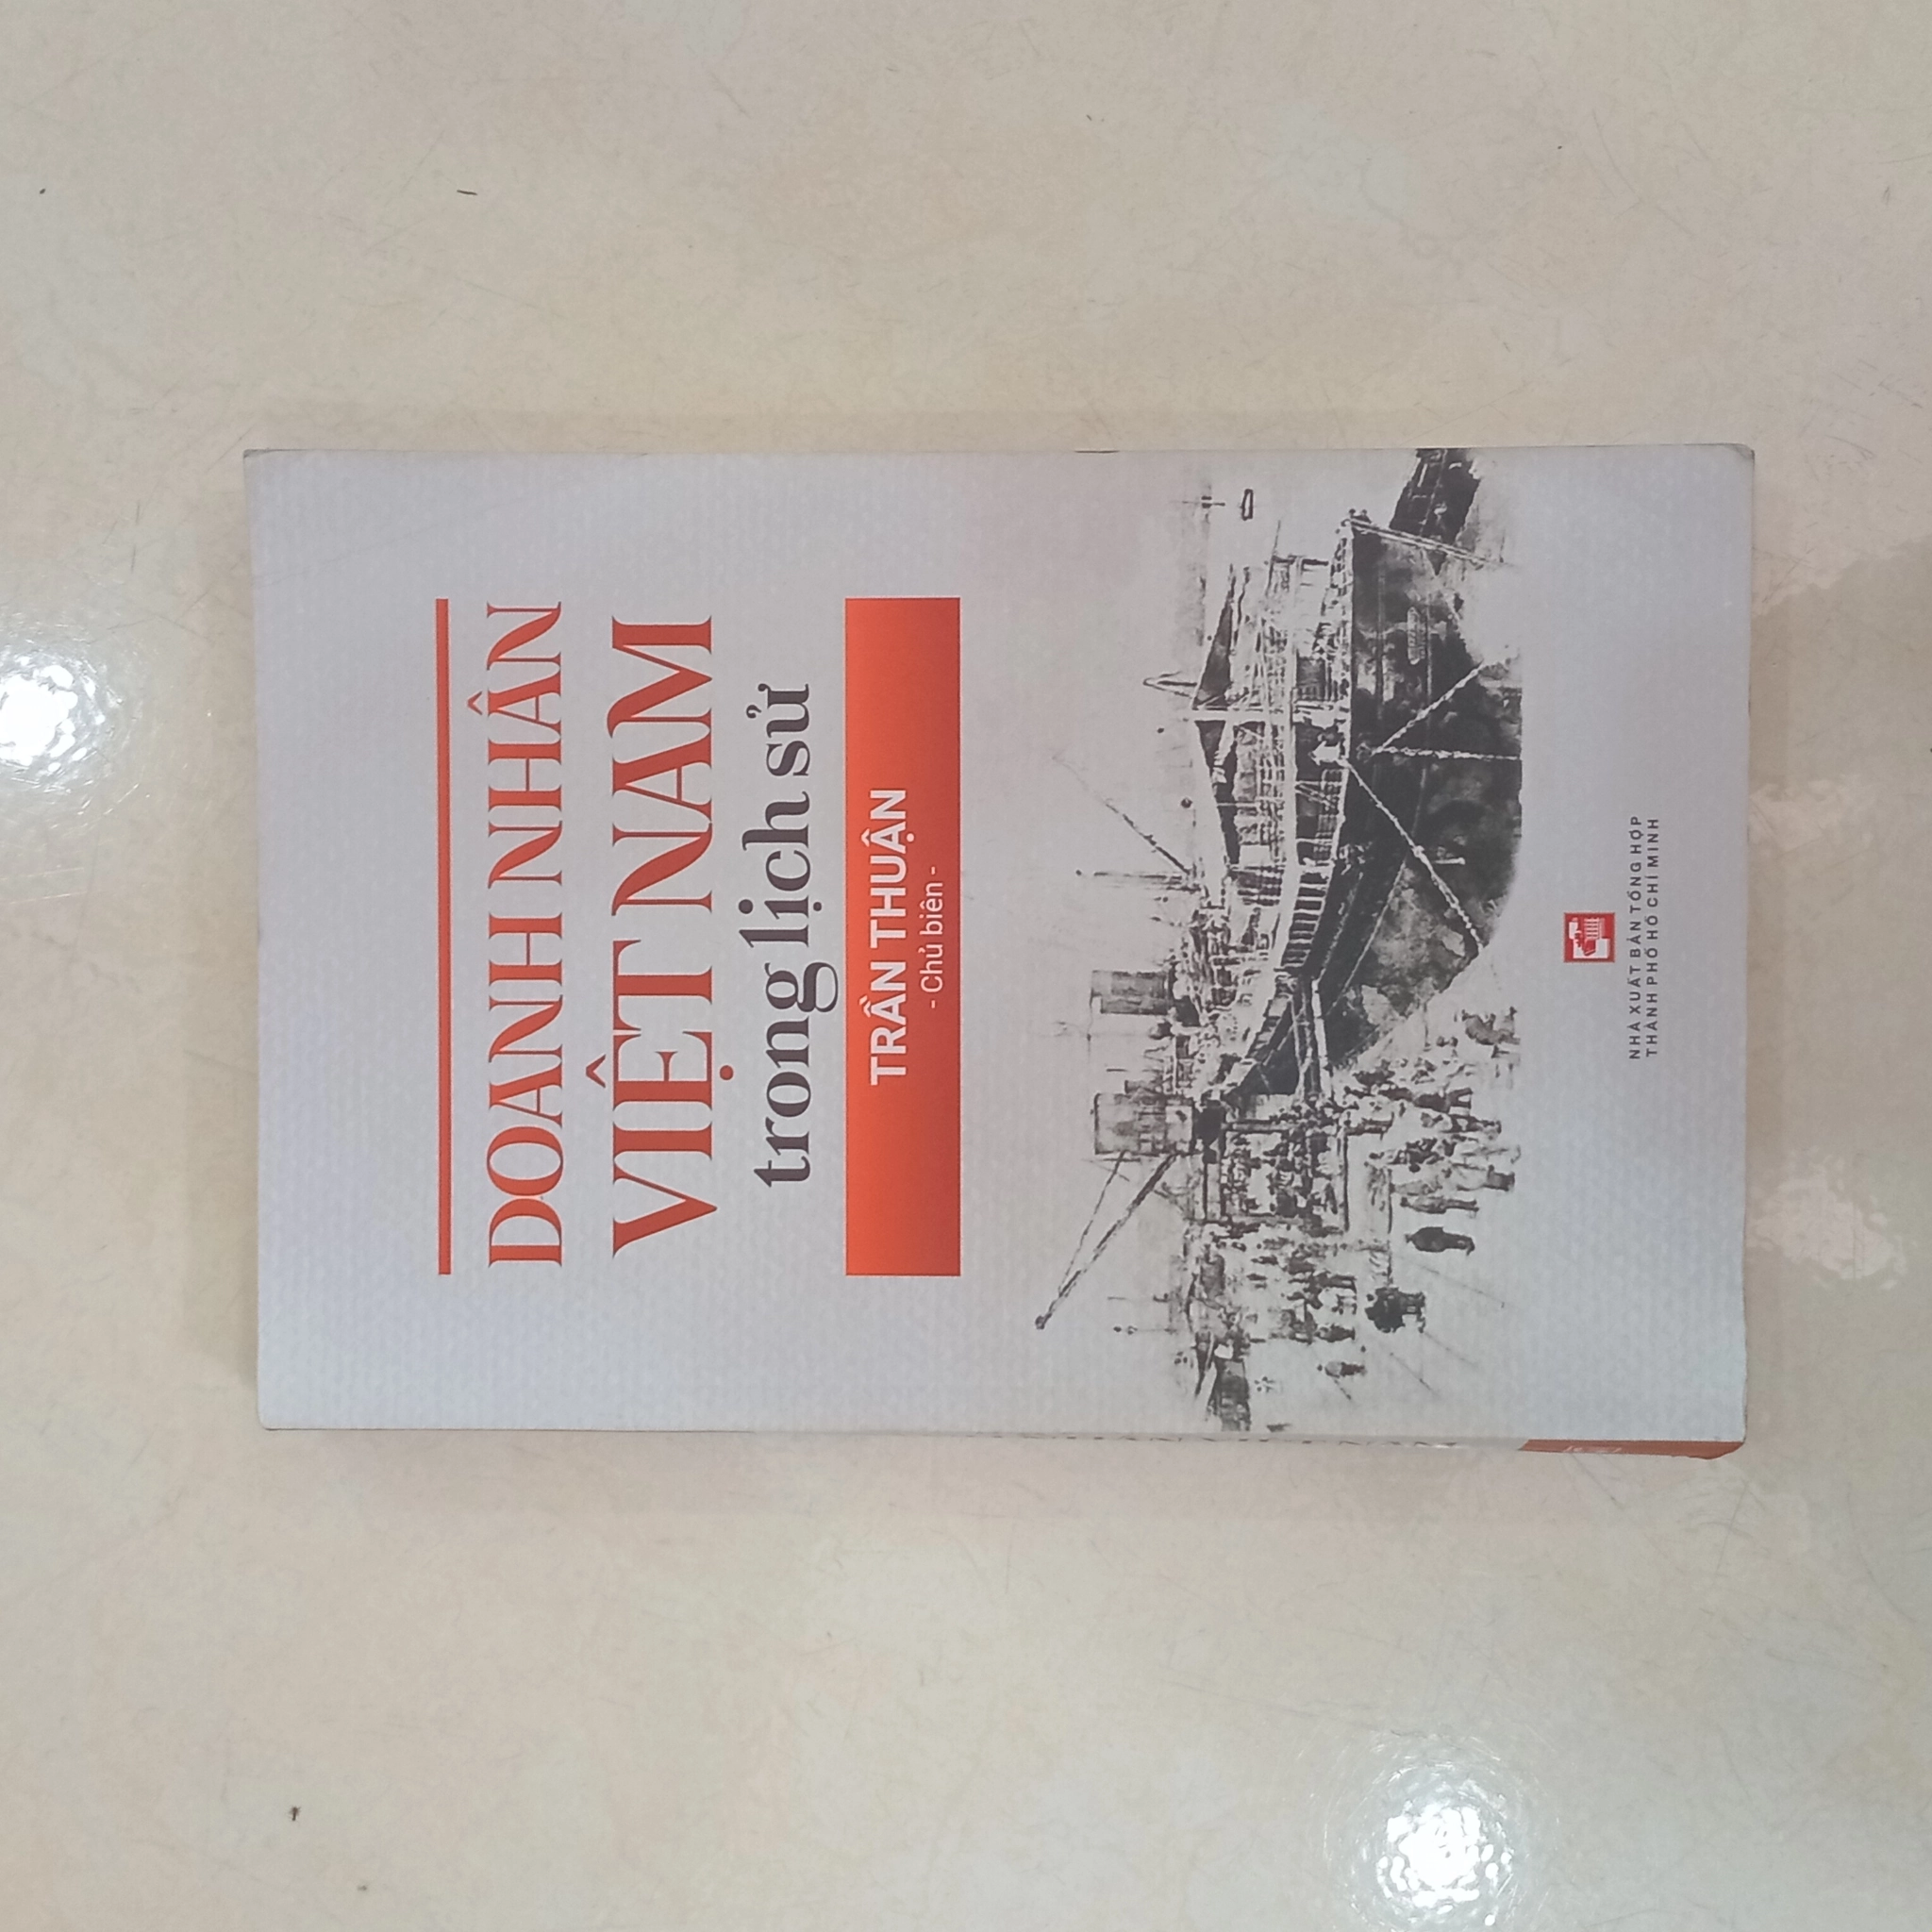 DOANH NHÂN
VIỆT NAM
trong lịch sử
TRẦN THUẬN
- Chủ biên -
NHÀ XUẤT BẢN TỔNG HỢP
THÀNH PHỐ HỒ CHÍ MINH